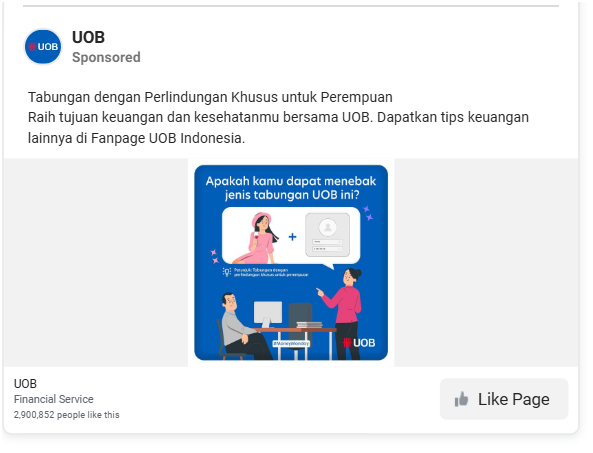 UOB
UOB
Sponsored
Tabungan dengan Perlindungan Khusus untuk Perempuan
Raih tujuan keuangan dan kesehatanmu bersama UOB. Dapatkan tips keuangan
lainnya di Fanpage UOB Indonesia.
Apakah kamu dapat menebak
jenis tabungan UOB ini?
+
Petunjuk: Tabungan dengan
perlindungan khusus untuk perempuan
#MoneyMonday
UOB
UOB
Financial Service
2,900,852 people like this
Like Page